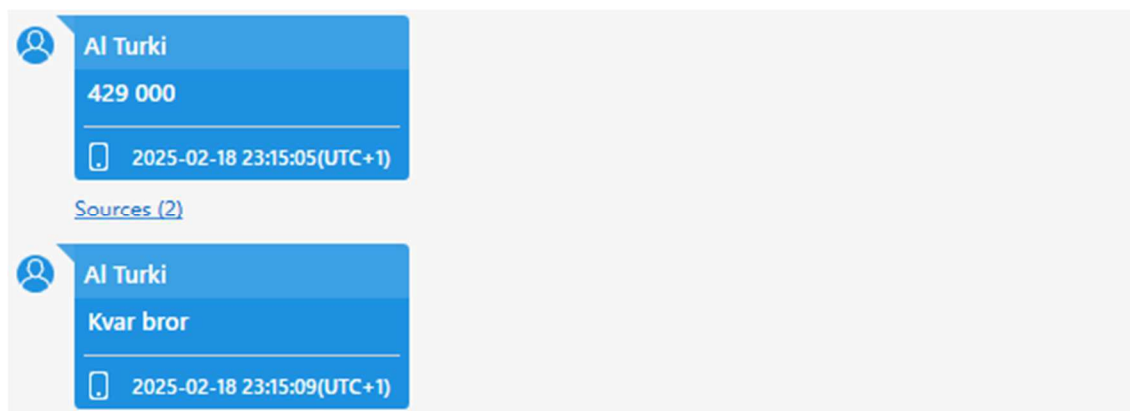 Al Turki
429 000
2025-02-18 23:15:05(UTC+1)
Sources (2)
Al Turki
Kvar bror
2025-02-18 23:15:09(UTC+1)